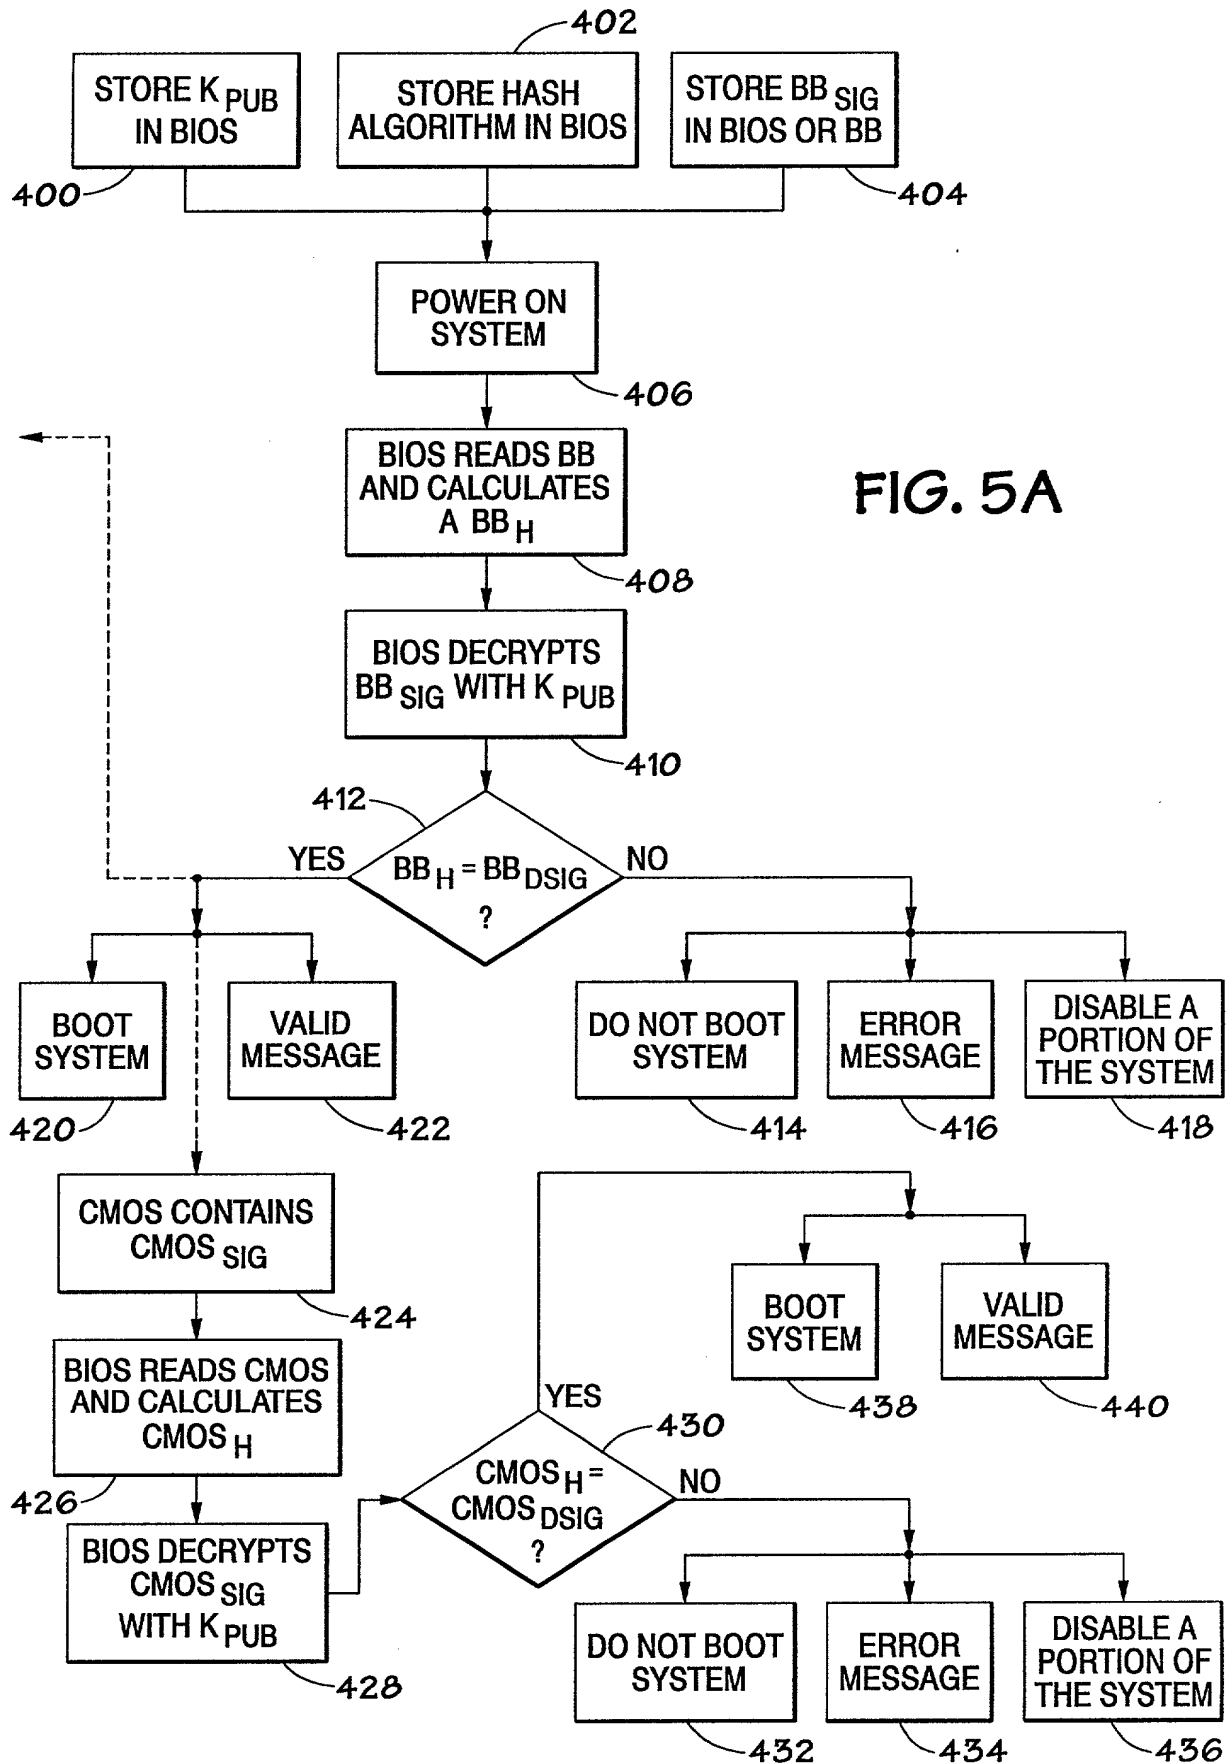 402
STORE K PUB
IN BIOS
STORE HASH
ALGORITHM IN BIOS
STORE BB SIG
IN BIOS OR BB
400
404
POWER ON
SYSTEM
406
BIOS READS BB
AND CALCULATES
A BB H
408
FIG. 5A
BIOS DECRYPTS
BB SIG WITH K PUB
410
412
YES
BB H = BB DSIG
?
NO
BOOT
SYSTEM
420
VALID
MESSAGE
422
DO NOT BOOT
SYSTEM
414
ERROR
MESSAGE
416
DISABLE A
PORTION OF
THE SYSTEM
418
CMOS CONTAINS
CMOS SIG
424
BIOS READS CMOS
AND CALCULATES
CMOS H
426
BIOS DECRYPTS
CMOS SIG
WITH K PUB
428
YES
430
CMOS H =
CMOS DSIG
?
NO
BOOT
SYSTEM
438
VALID
MESSAGE
440
DO NOT BOOT
SYSTEM
432
ERROR
MESSAGE
434
DISABLE A
PORTION OF
THE SYSTEM
436